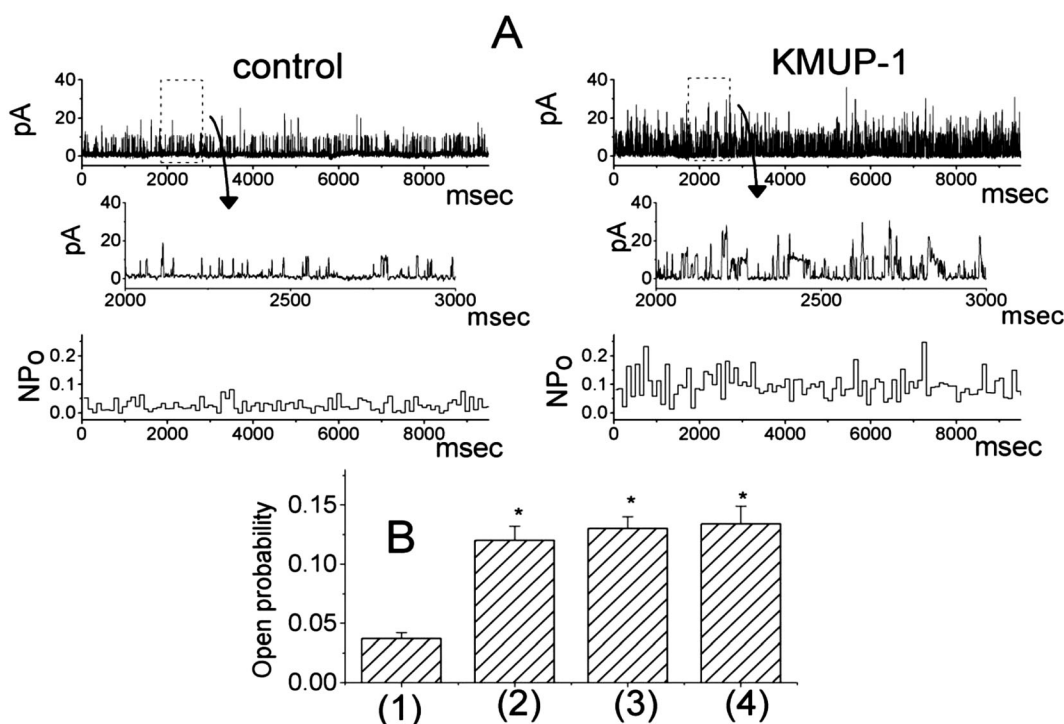 A
control
KMUP-1
40
20
0
pA
0 2000 4000 6000 8000
msec
40
20
0
pA
0 2000 4000 6000 8000
msec
40
20
0
pA
2000 2500 3000
msec
40
20
0
pA
2000 2500 3000
msec
0.2
0.1
0.0
NPo
0 2000 4000 6000 8000
msec
0.2
0.1
0.0
NPo
0 2000 4000 6000 8000
msec
B
Open probability
0.15
0.10
0.05
0.00
* * *
(1) (2) (3) (4)